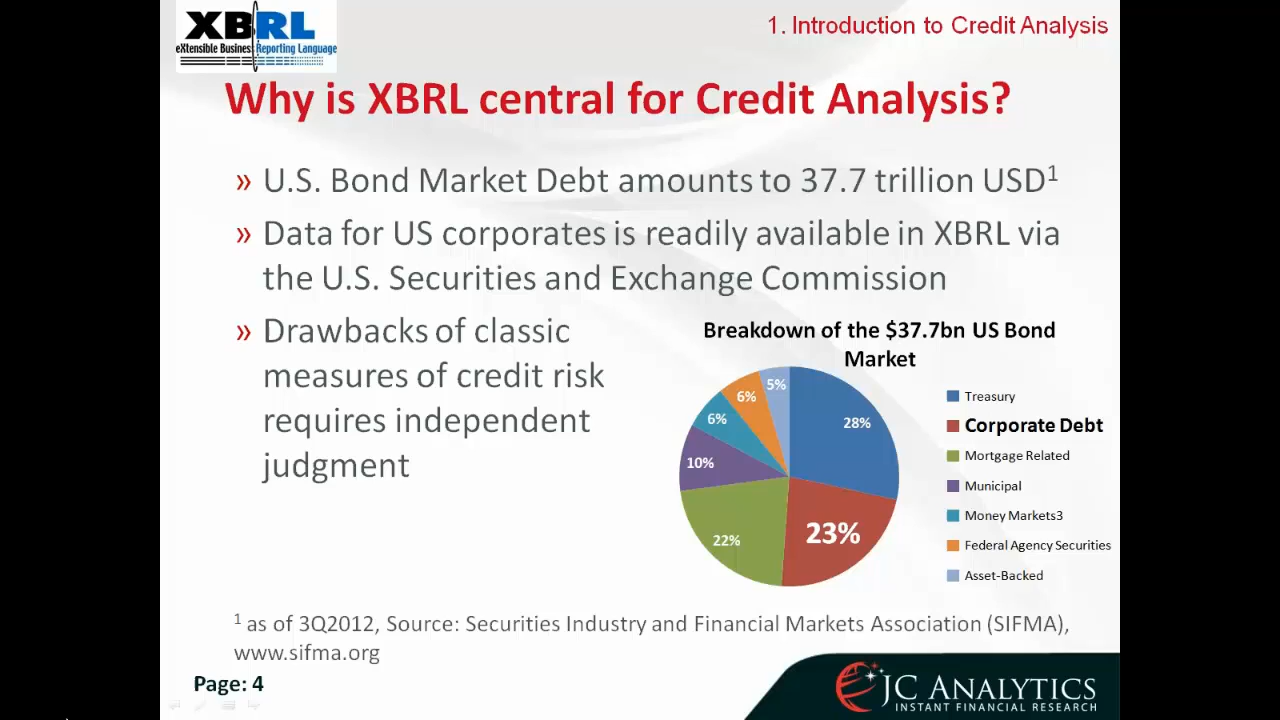 XBRL
eXtensible Business Reporting Language
1. Introduction to Credit Analysis
Why is XBRL central for Credit Analysis?
» U.S. Bond Market Debt amounts to 37.7 trillion USD1
» Data for US corporates is readily available in XBRL via
the U.S. Securities and Exchange Commission
» Drawbacks of classic
measures of credit risk
requires independent
judgment
Breakdown of the $37.7bn US Bond
Market
5%
6%
6%
10%
22%
23%
28%
Treasury
Corporate Debt
Mortgage Related
Municipal
Money Markets3
Federal Agency Securities
Asset-Backed
1 as of 3Q2012, Source: Securities Industry and Financial Markets Association (SIFMA),
www.sifma.org
Page: 4
JC ANALYTICS
INSTANT FINANCIAL RESEARCH